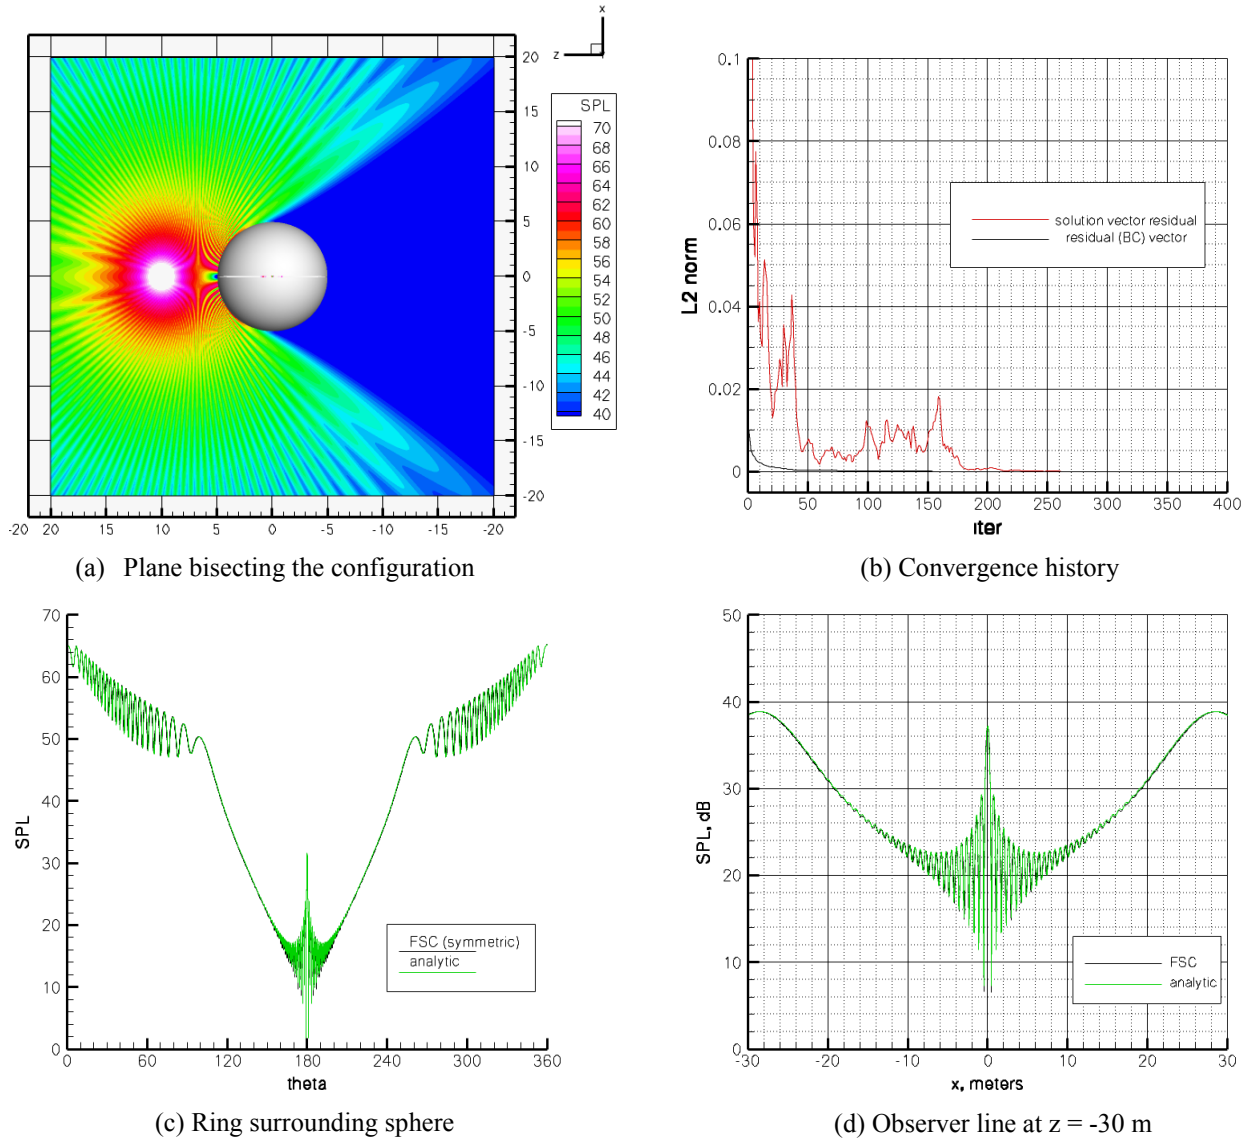 x
z
20
15
10
5
0
-5
-10
-15
-20
20 15 10 5 0 -5 -10 -15 -20
SPL
70
68
66
64
62
60
58
56
54
52
50
48
46
44
42
40
(a) Plane bisecting the configuration
0.1
0.08
0.06
0.04
0.02
0
L2 norm
solution vector residual
residual (BC) vector
0 50 100 150 200 250 300 350 400
iter
(b) Convergence history
70
60
50
40
30
20
10
0
SPL
FSC (symmetric)
analytic
0 60 120 180 240 300 360
theta
(c) Ring surrounding sphere
50
40
30
20
10
0
SPL, dB
FSC
analytic
-30 -20 -10 0 10 20 30
x, meters
(d) Observer line at z = -30 m